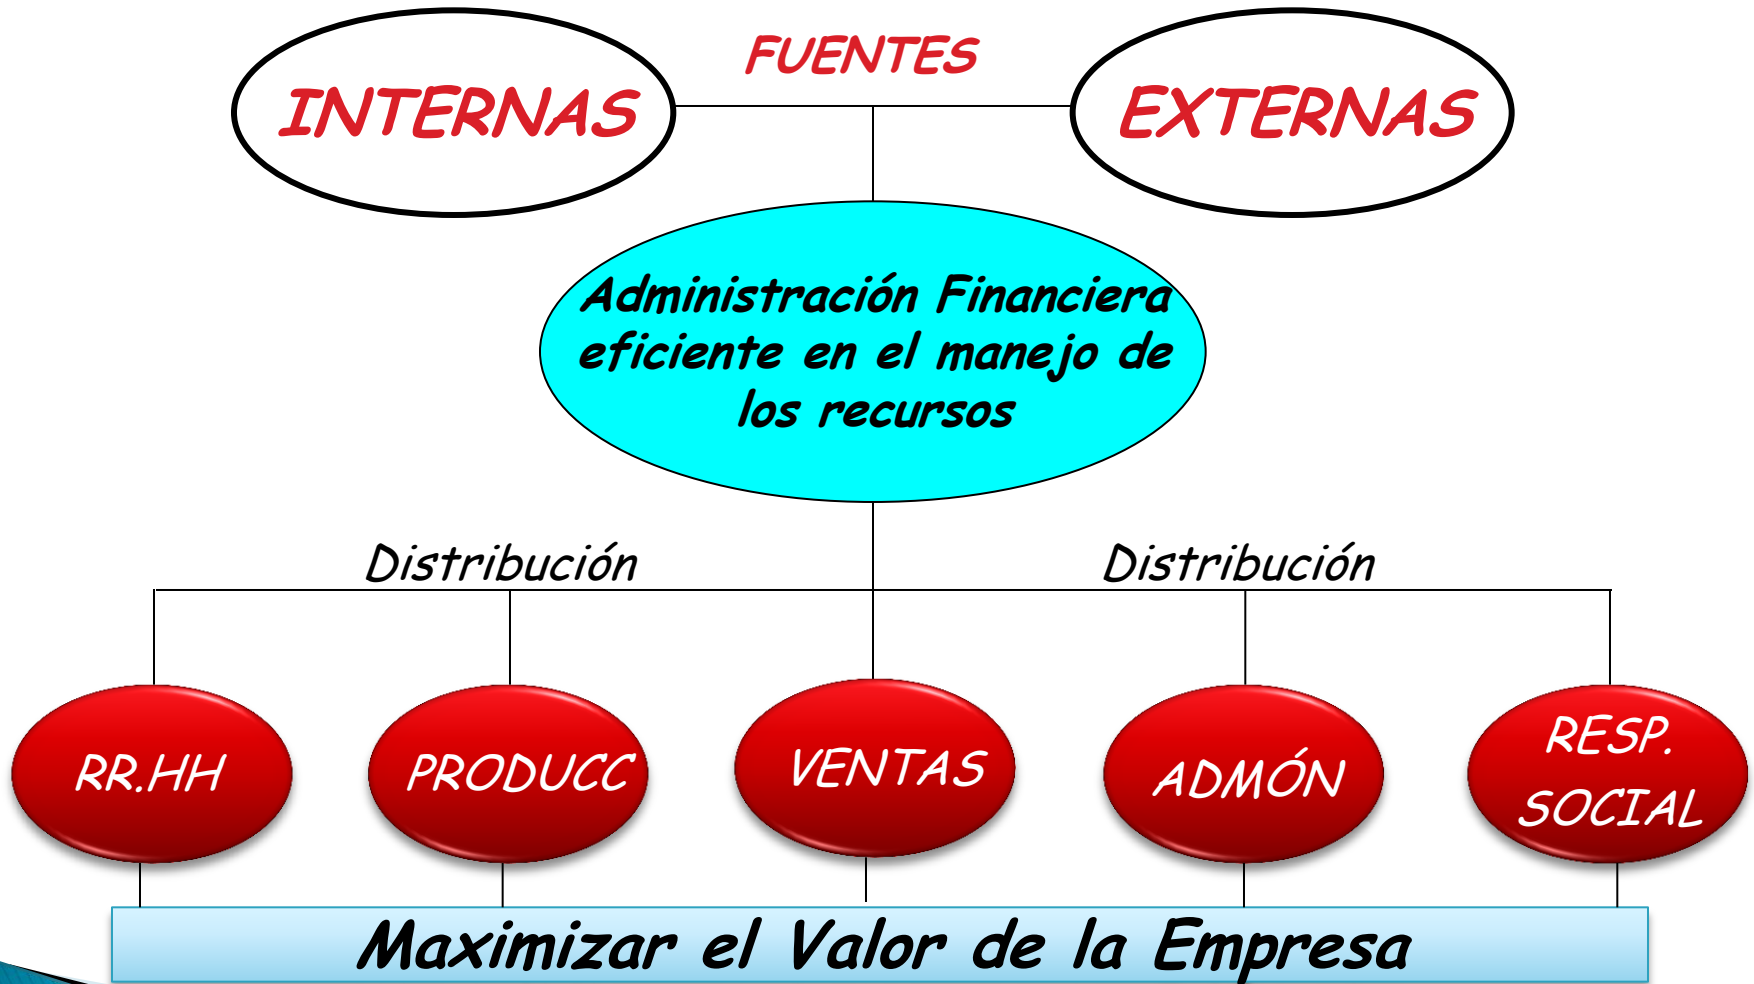 FUENTES
INTERNAS
EXTERNAS
Administración Financiera
eficiente en el manejo de
los recursos
Distribución
Distribución
RR.HH
PRODUCC
VENTAS
ADMÓN
RESP.
SOCIAL
Maximizar el Valor de la Empresa